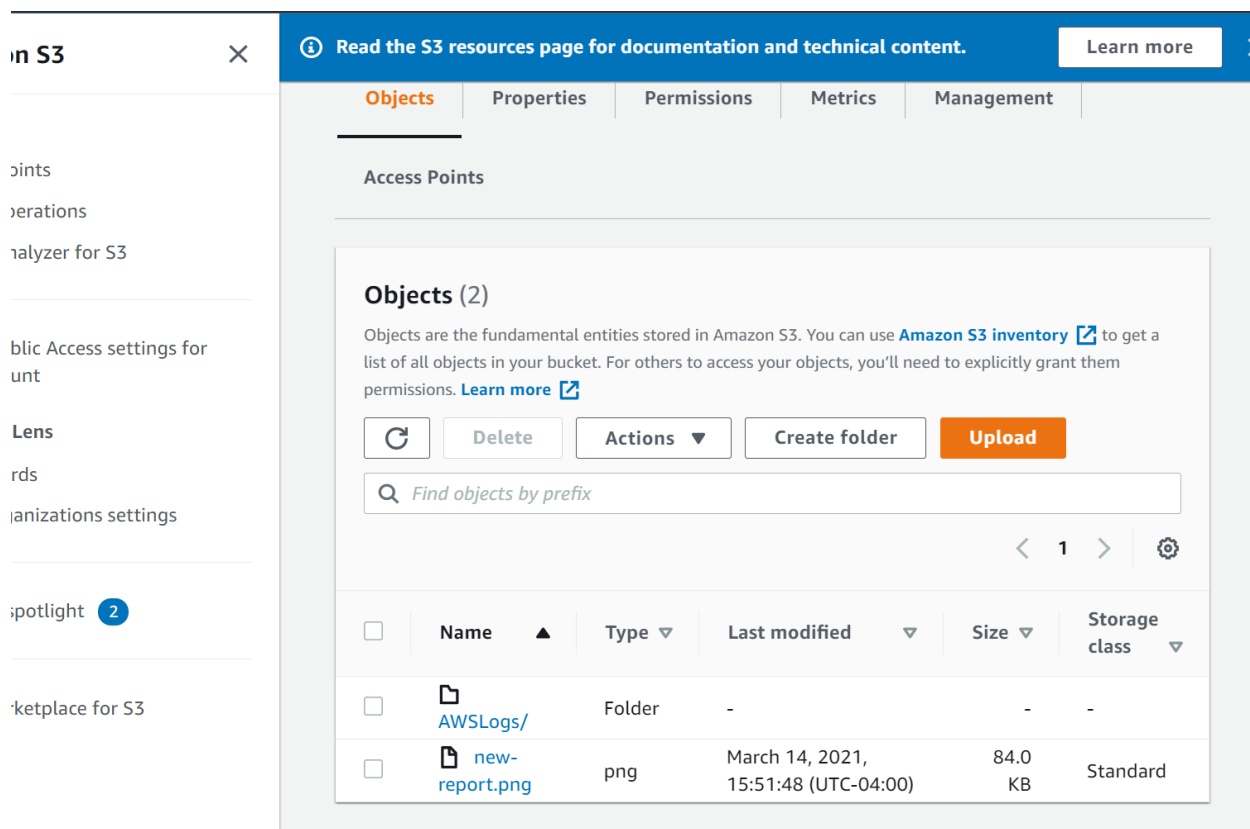 n S3
Read the S3 resources page for documentation and technical content.
Learn more
Objects
Properties
Permissions
Metrics
Management
Access Points
oints
perations
nalyzer for S3
blic Access settings for
unt
Lens
rds
ganizations settings
spotlight 2
rketplace for S3
Objects (2)
Objects are the fundamental entities stored in Amazon S3. You can use Amazon S3 inventory to get a
list of all objects in your bucket. For others to access your objects, you'll need to explicitly grant them
permissions. Learn more
Delete
Actions
Create folder
Upload
Find objects by prefix
1
Name
Type
Last modified
Size
Storage
class
AWSLogs/
Folder
-
-
-
new-
report.png
png
March 14, 2021,
15:51:48 (UTC-04:00)
84.0
KB
Standard